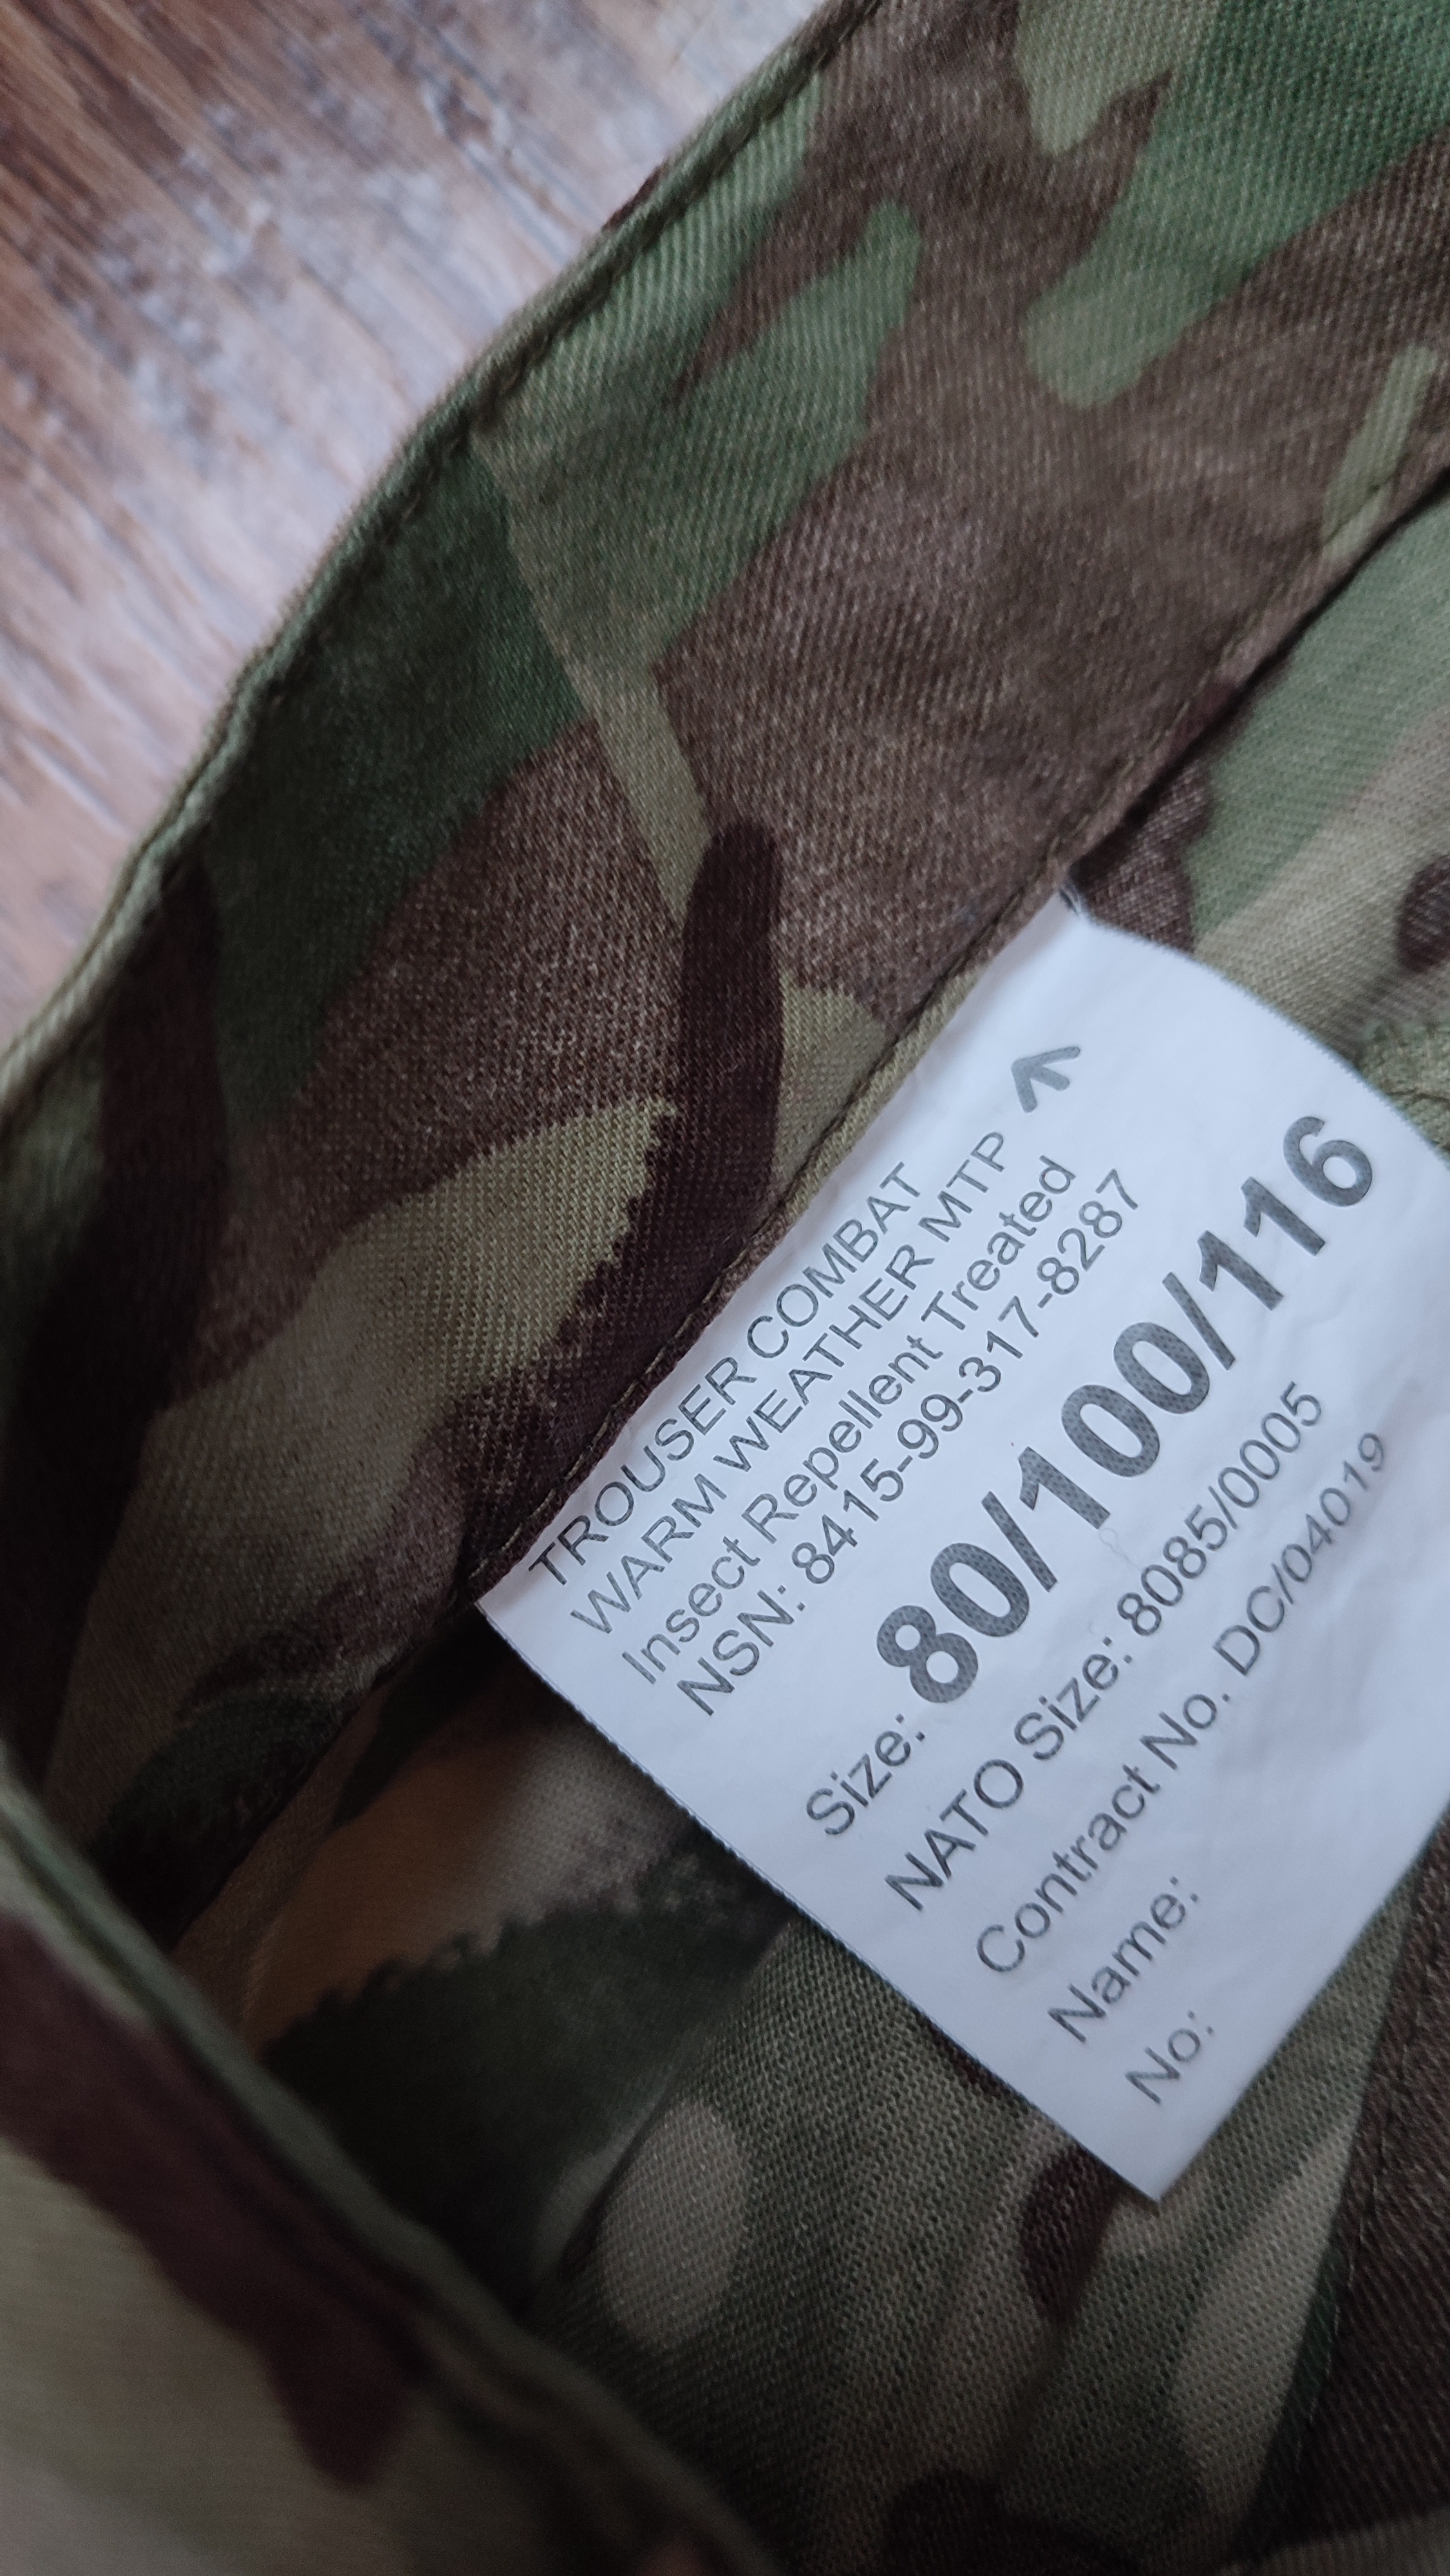 TROUSER COMBAT
WARM WEATHER MTP
Insect Repellent Treated
NSN: 8415-99-317-8287
Size: 80/100/116
NATO Size: 8085/0005
Contract No. DC/04019
Name:
No: